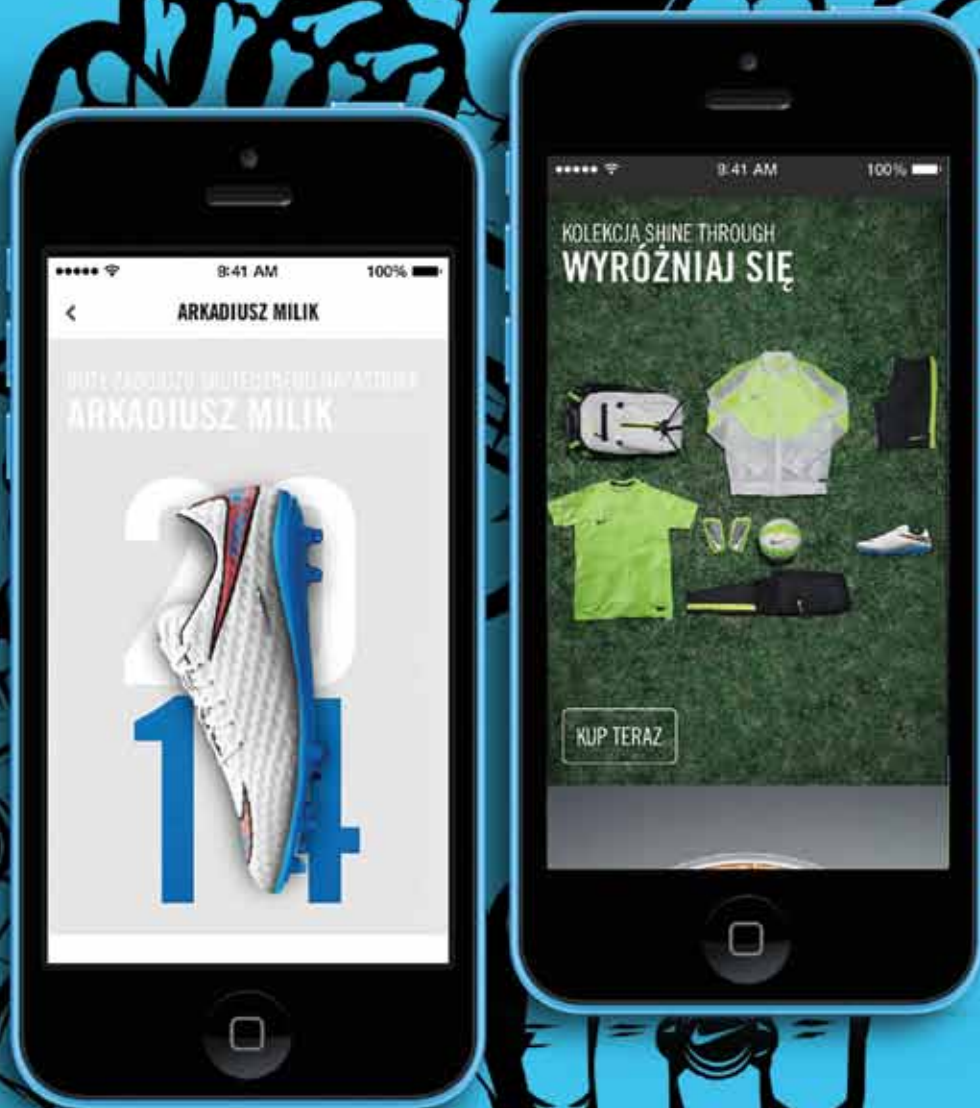 9:41 AM
100%
ARKADIUSZ MILIK
ARKADIUSZ MILIK
20
14
9:41 AM
100%
KOLEKCJA SHINE THROUGH
WYRÓŻNIAJ SIĘ
KUP TERAZ